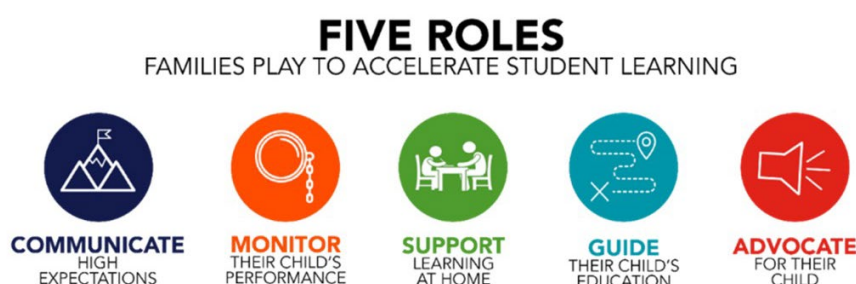 FIVE ROLES
FAMILIES PLAY TO ACCELERATE STUDENT LEARNING
COMMUNICATE
HIGH
EXPECTATIONS
MONITOR
THEIR CHILD'S
PERFORMANCE
SUPPORT
LEARNING
AT HOME
GUIDE
THEIR CHILD'S
EDUCATION
ADVOCATE
FOR THEIR
CHILD